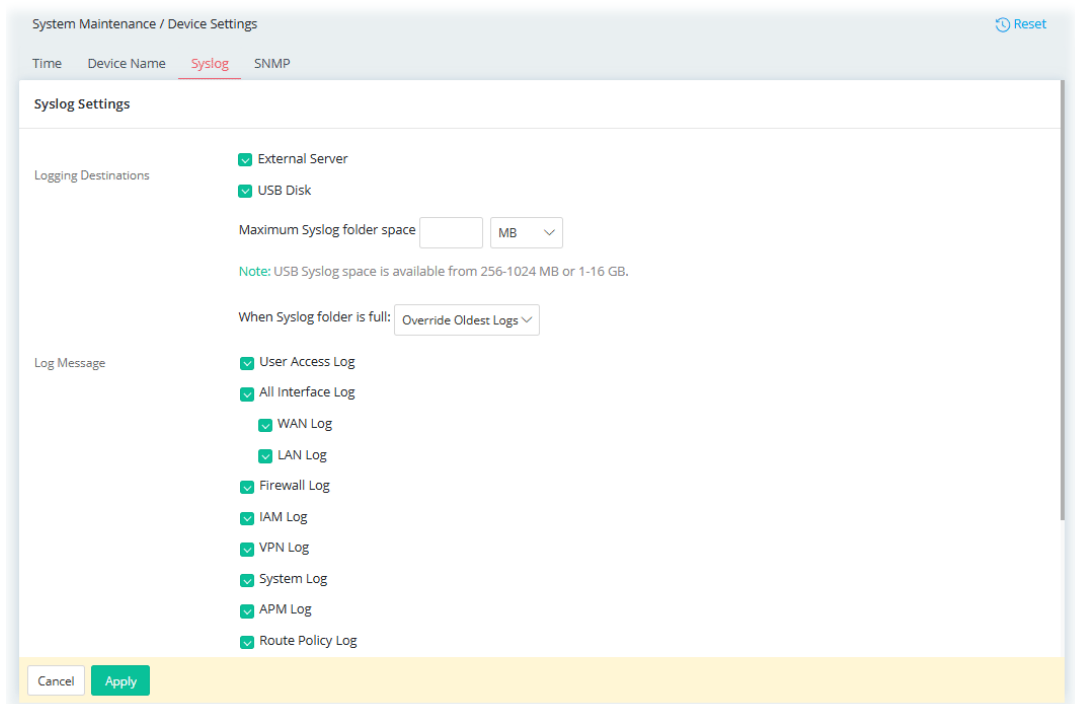 System Maintenance / Device Settings
Reset
Time Device Name Syslog SNMP
Syslog Settings
Logging Destinations
External Server
USB Disk
Maximum Syslog folder space MB
Note: USB Syslog space is available from 256-1024 MB or 1-16 GB.
When Syslog folder is full: Override Oldest Logs
Log Message
User Access Log
All Interface Log
WAN Log
LAN Log
Firewall Log
IAM Log
VPN Log
System Log
APM Log
Route Policy Log
Cancel Apply